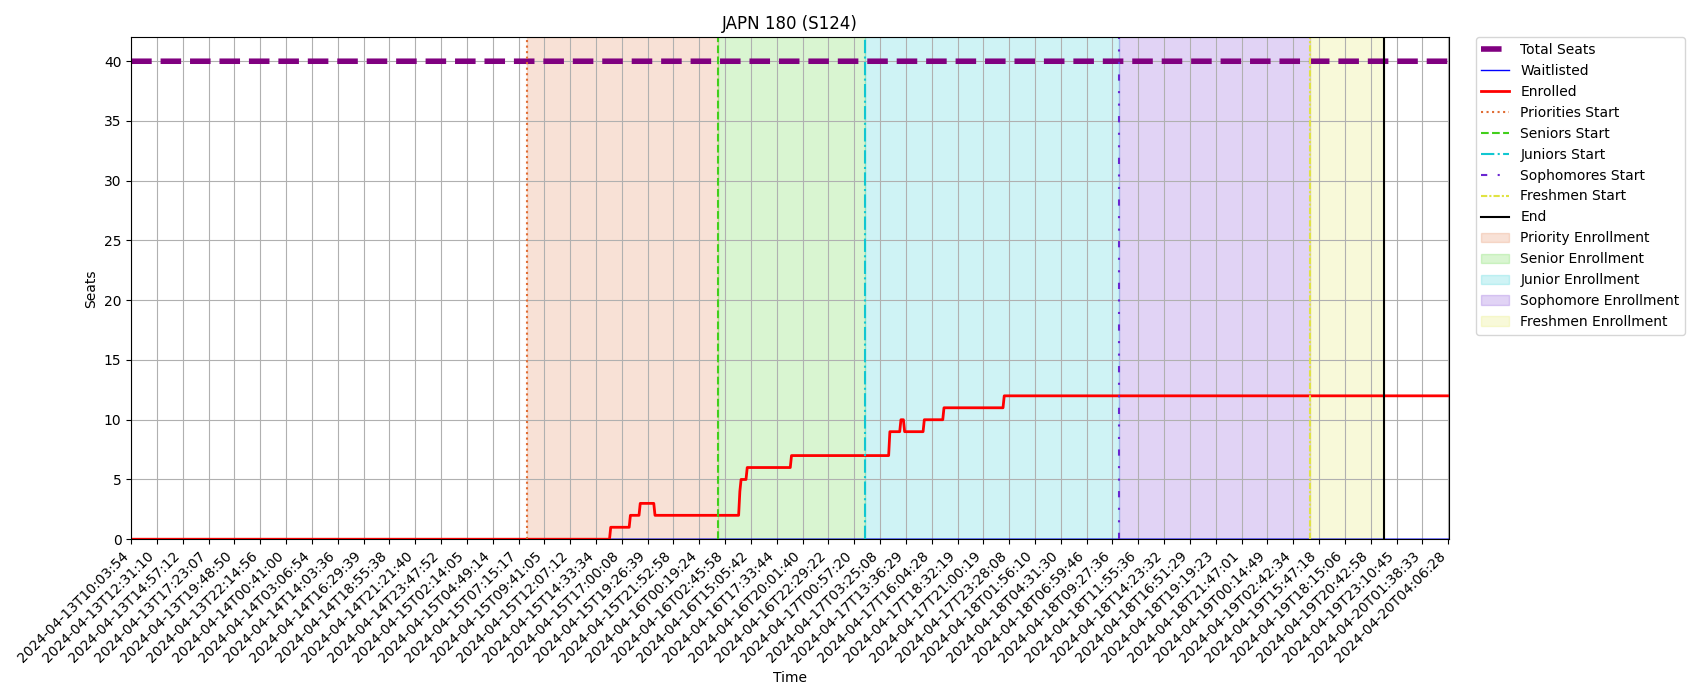 JAPN 180 (S124)
Total Seats
Waitlisted
Enrolled
Priorities Start
Seniors Start
Juniors Start
Sophomores Start
Freshmen Start
End
Priority Enrollment
Senior Enrollment
Junior Enrollment
Sophomore Enrollment
Freshmen Enrollment
Seats
40
35
30
25
20
15
10
5
0
2024-04-13T10:03:54
2024-04-13T12:31:10
2024-04-13T14:57:12
2024-04-13T17:23:07
2024-04-13T19:48:50
2024-04-13T22:14:56
2024-04-14T00:41:00
2024-04-14T03:06:54
2024-04-14T14:03:36
2024-04-14T16:29:39
2024-04-14T18:55:38
2024-04-14T21:21:40
2024-04-14T23:47:52
2024-04-15T02:14:05
2024-04-15T04:49:14
2024-04-15T07:15:17
2024-04-15T09:41:05
2024-04-15T12:07:12
2024-04-15T14:33:34
2024-04-15T17:00:08
2024-04-15T19:26:39
2024-04-15T21:52:58
2024-04-16T00:19:24
2024-04-16T02:45:58
2024-04-16T15:05:42
2024-04-16T17:33:44
2024-04-16T20:01:40
2024-04-16T22:29:22
2024-04-17T00:57:20
2024-04-17T03:25:08
2024-04-17T13:36:29
2024-04-17T16:04:28
2024-04-17T18:32:19
2024-04-17T21:00:19
2024-04-17T23:28:08
2024-04-18T01:56:10
2024-04-18T04:31:30
2024-04-18T06:59:46
2024-04-18T09:27:36
2024-04-18T11:55:36
2024-04-18T14:23:32
2024-04-18T16:51:29
2024-04-18T19:19:23
2024-04-18T21:47:01
2024-04-19T00:14:49
2024-04-19T02:42:34
2024-04-19T15:47:18
2024-04-19T18:15:06
2024-04-19T20:42:58
2024-04-19T23:10:45
2024-04-20T01:38:33
2024-04-20T04:06:28
Time